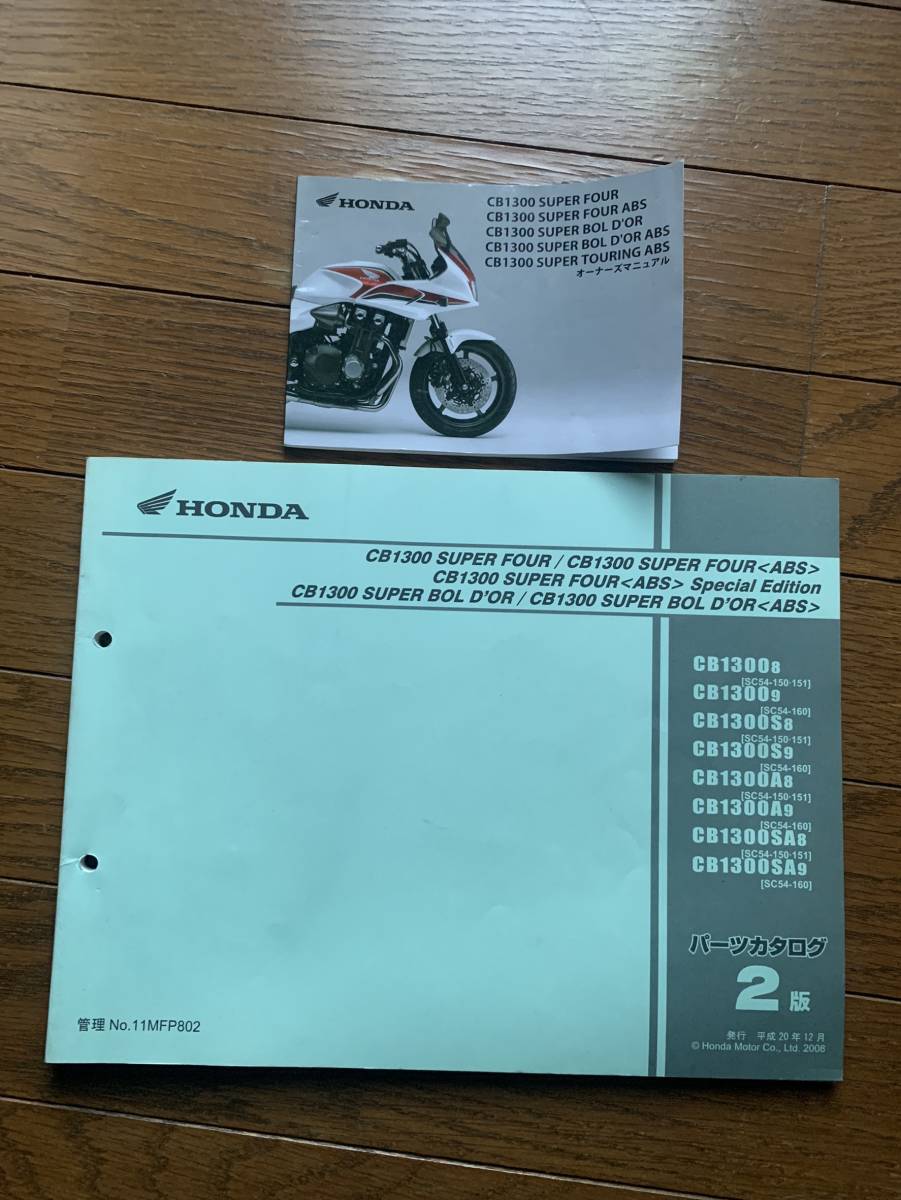 HONDA
CB1300 SUPER FOUR
CB1300 SUPER FOUR ABS
CB1300 SUPER BOL D'OR
CB1300 SUPER BOL D'OR ABS
CB1300 SUPER TOURING ABS
オーナーズマニュアル
HONDA
CB1300 SUPER FOUR / CB1300 SUPER FOUR<ABS>
CB1300 SUPER FOUR<ABS> Special Edition
CB1300 SUPER BOL D'OR / CB1300 SUPER BOL D'OR<ABS>
CB13008
[SC54-150·151]
CB13009
[SC54-160]
CB1300S8
[SC54-150·151]
CB1300S9
[SC54-160]
CB1300A8
[SC54-150·151]
CB1300A9
[SC54-160]
CB1300SA8
[SC54-150·151]
CB1300SA9
[SC54-160]
パーツカタログ
2版
発行 平成20年12月
© Honda Motor Co., Ltd. 2008
管理 No.11MFP802